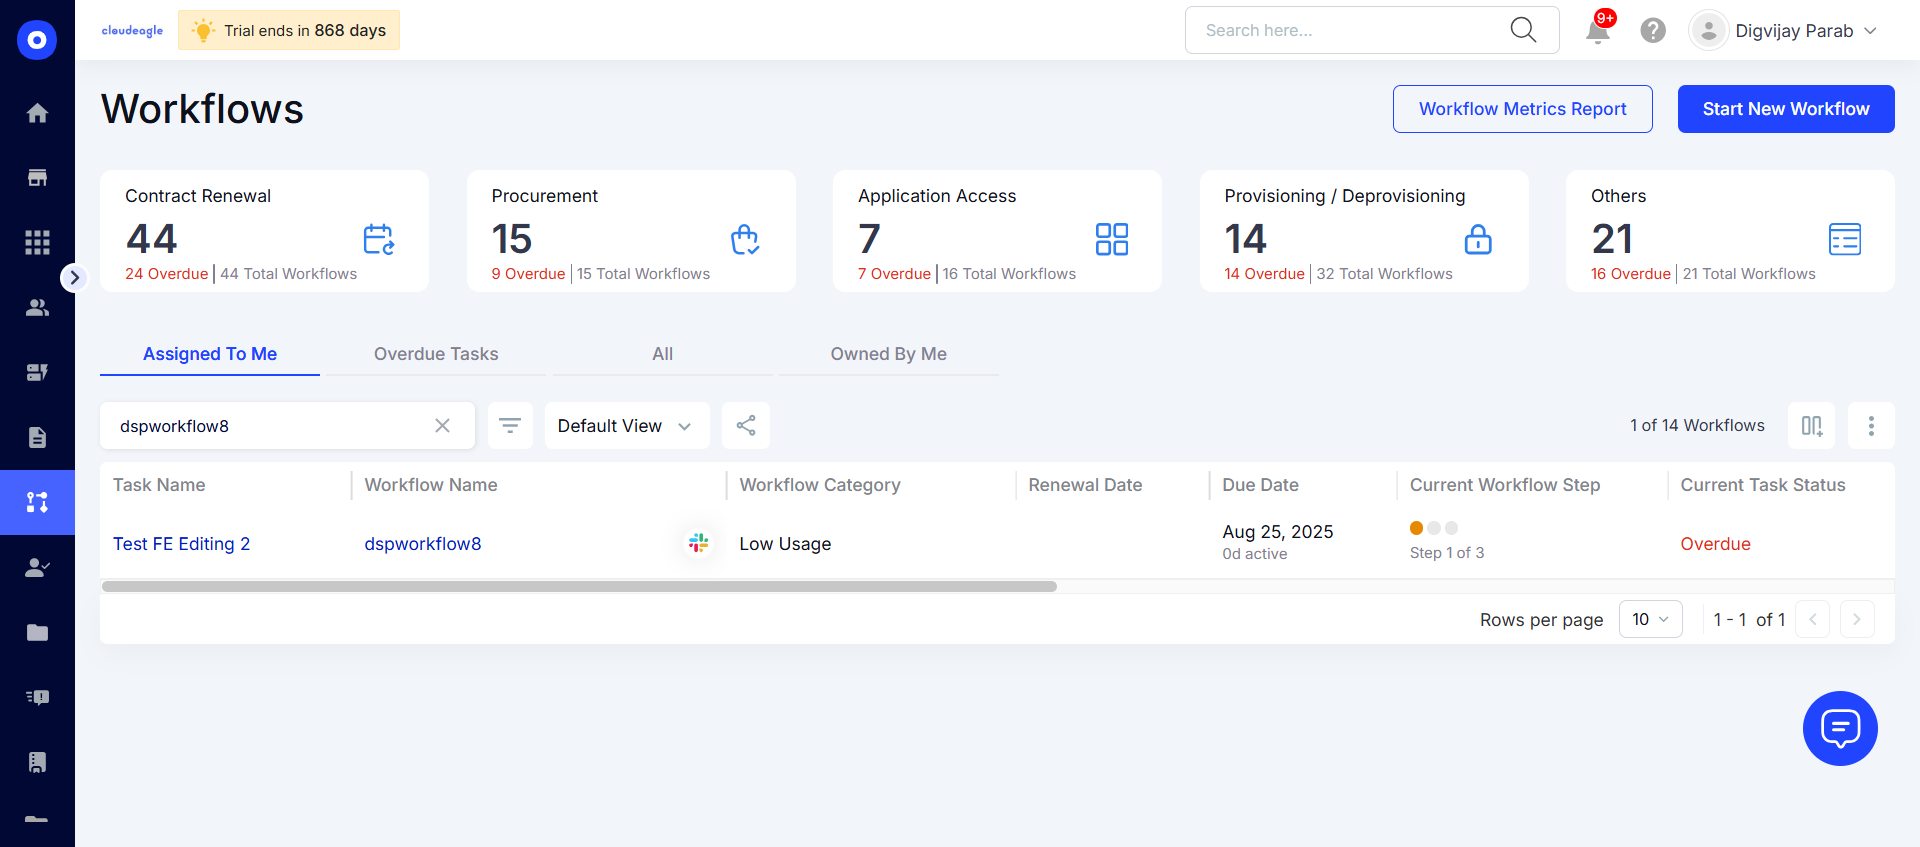 cloudeagle
Trial ends in 868 days
Search here...
9+
Digvijay Parab
Workflows
Workflow Metrics Report
Start New Workflow
Contract Renewal
44
24 Overdue | 44 Total Workflows
Procurement
15
9 Overdue | 15 Total Workflows
Application Access
7
7 Overdue | 16 Total Workflows
Provisioning / Deprovisioning
14
14 Overdue | 32 Total Workflows
Others
21
16 Overdue | 21 Total Workflows
Assigned To Me
Overdue Tasks
All
Owned By Me
dspworkflow8
Default View
1 of 14 Workflows
Task Name
Workflow Name
Workflow Category
Renewal Date
Due Date
Current Workflow Step
Current Task Status
Test FE Editing 2
dspworkflow8
Low Usage
Aug 25, 2025
0d active
Step 1 of 3
Overdue
Rows per page
10
1 - 1 of 1